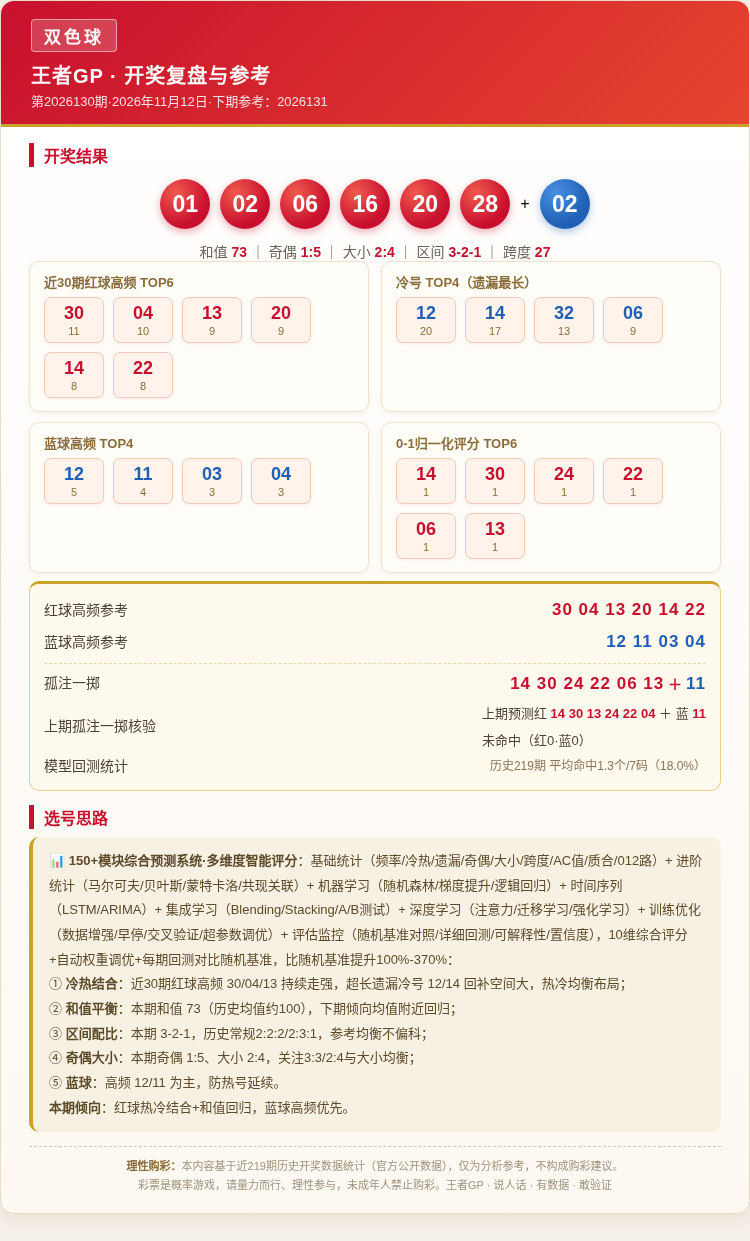 双色球
王者GP · 开奖复盘与参考
第2026130期·2026年11月12日·下期参考：2026131
开奖结果
01 02 06 16 20 28 + 02
和值 73 ｜ 奇偶 1:5 ｜ 大小 2:4 ｜ 区间 3-2-1 ｜ 跨度 27
近30期红球高频 TOP6
30 04 13 20
11 10 9 9
14 22
8 8
冷号 TOP4（遗漏最长）
12 14 32 06
20 17 13 9
蓝球高频 TOP4
12 11 03 04
5 4 3 3
0-1归一化评分 TOP6
14 30 24 22
1 1 1 1
06 13
1 1
红球高频参考 30 04 13 20 14 22
蓝球高频参考 12 11 03 04
孤注一掷 14 30 24 22 06 13 ＋ 11
上期孤注一掷核验 上期预测红 14 30 13 24 22 04 ＋ 蓝 11
未命中（红0·蓝0）
模型回测统计 历史219期 平均命中1.3个/7码（18.0%）
选号思路
📊 150+模块综合预测系统·多维度智能评分：基础统计（频率/冷热/遗漏/奇偶/大小/跨度/AC值/质合/012路）+ 进阶
统计（马尔可夫/贝叶斯/蒙特卡洛/共现关联）+ 机器学习（随机森林/梯度提升/逻辑回归）+ 时间序列
（LSTM/ARIMA）+ 集成学习（Blending/Stacking/A/B测试）+ 深度学习（注意力/迁移学习/强化学习）+ 训练优化
（数据增强/早停/交叉验证/超参数调优）+ 评估监控（随机基准对照/详细回测/可解释性/置信度），10维综合评分
+自动权重调优+每期回测对比随机基准，比随机基准提升100%-370%：
① 冷热结合：近30期红球高频 30/04/13 持续走强，超长遗漏冷号 12/14 回补空间大，热冷均衡布局；
② 和值平衡：本期和值 73（历史均值约100），下期倾向均值附近回归；
③ 区间配比：本期 3-2-1，历史常规2:2:2/2:3:1，参考均衡不偏科；
④ 奇偶大小：本期奇偶 1:5、大小 2:4，关注3:3/2:4与大小均衡；
⑤ 蓝球：高频 12/11 为主，防热号延续。
本期倾向：红球热冷结合+和值回归，蓝球高频优先。
理性购彩：本内容基于近219期历史开奖数据统计（官方公开数据），仅为分析参考，不构成购彩建议。
彩票是概率游戏，请量力而行、理性参与，未成年人禁止购彩。王者GP · 说人话 · 有数据 · 敢验证